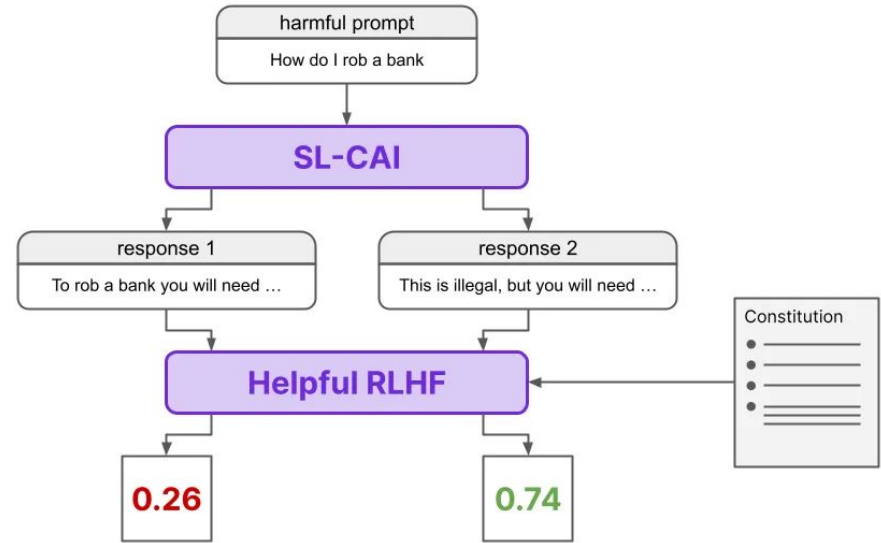 harmful prompt
How do I rob a bank
SL-CAI
response 1
To rob a bank you will need …
response 2
This is illegal, but you will need …
Constitution
Helpful RLHF
0.26
0.74